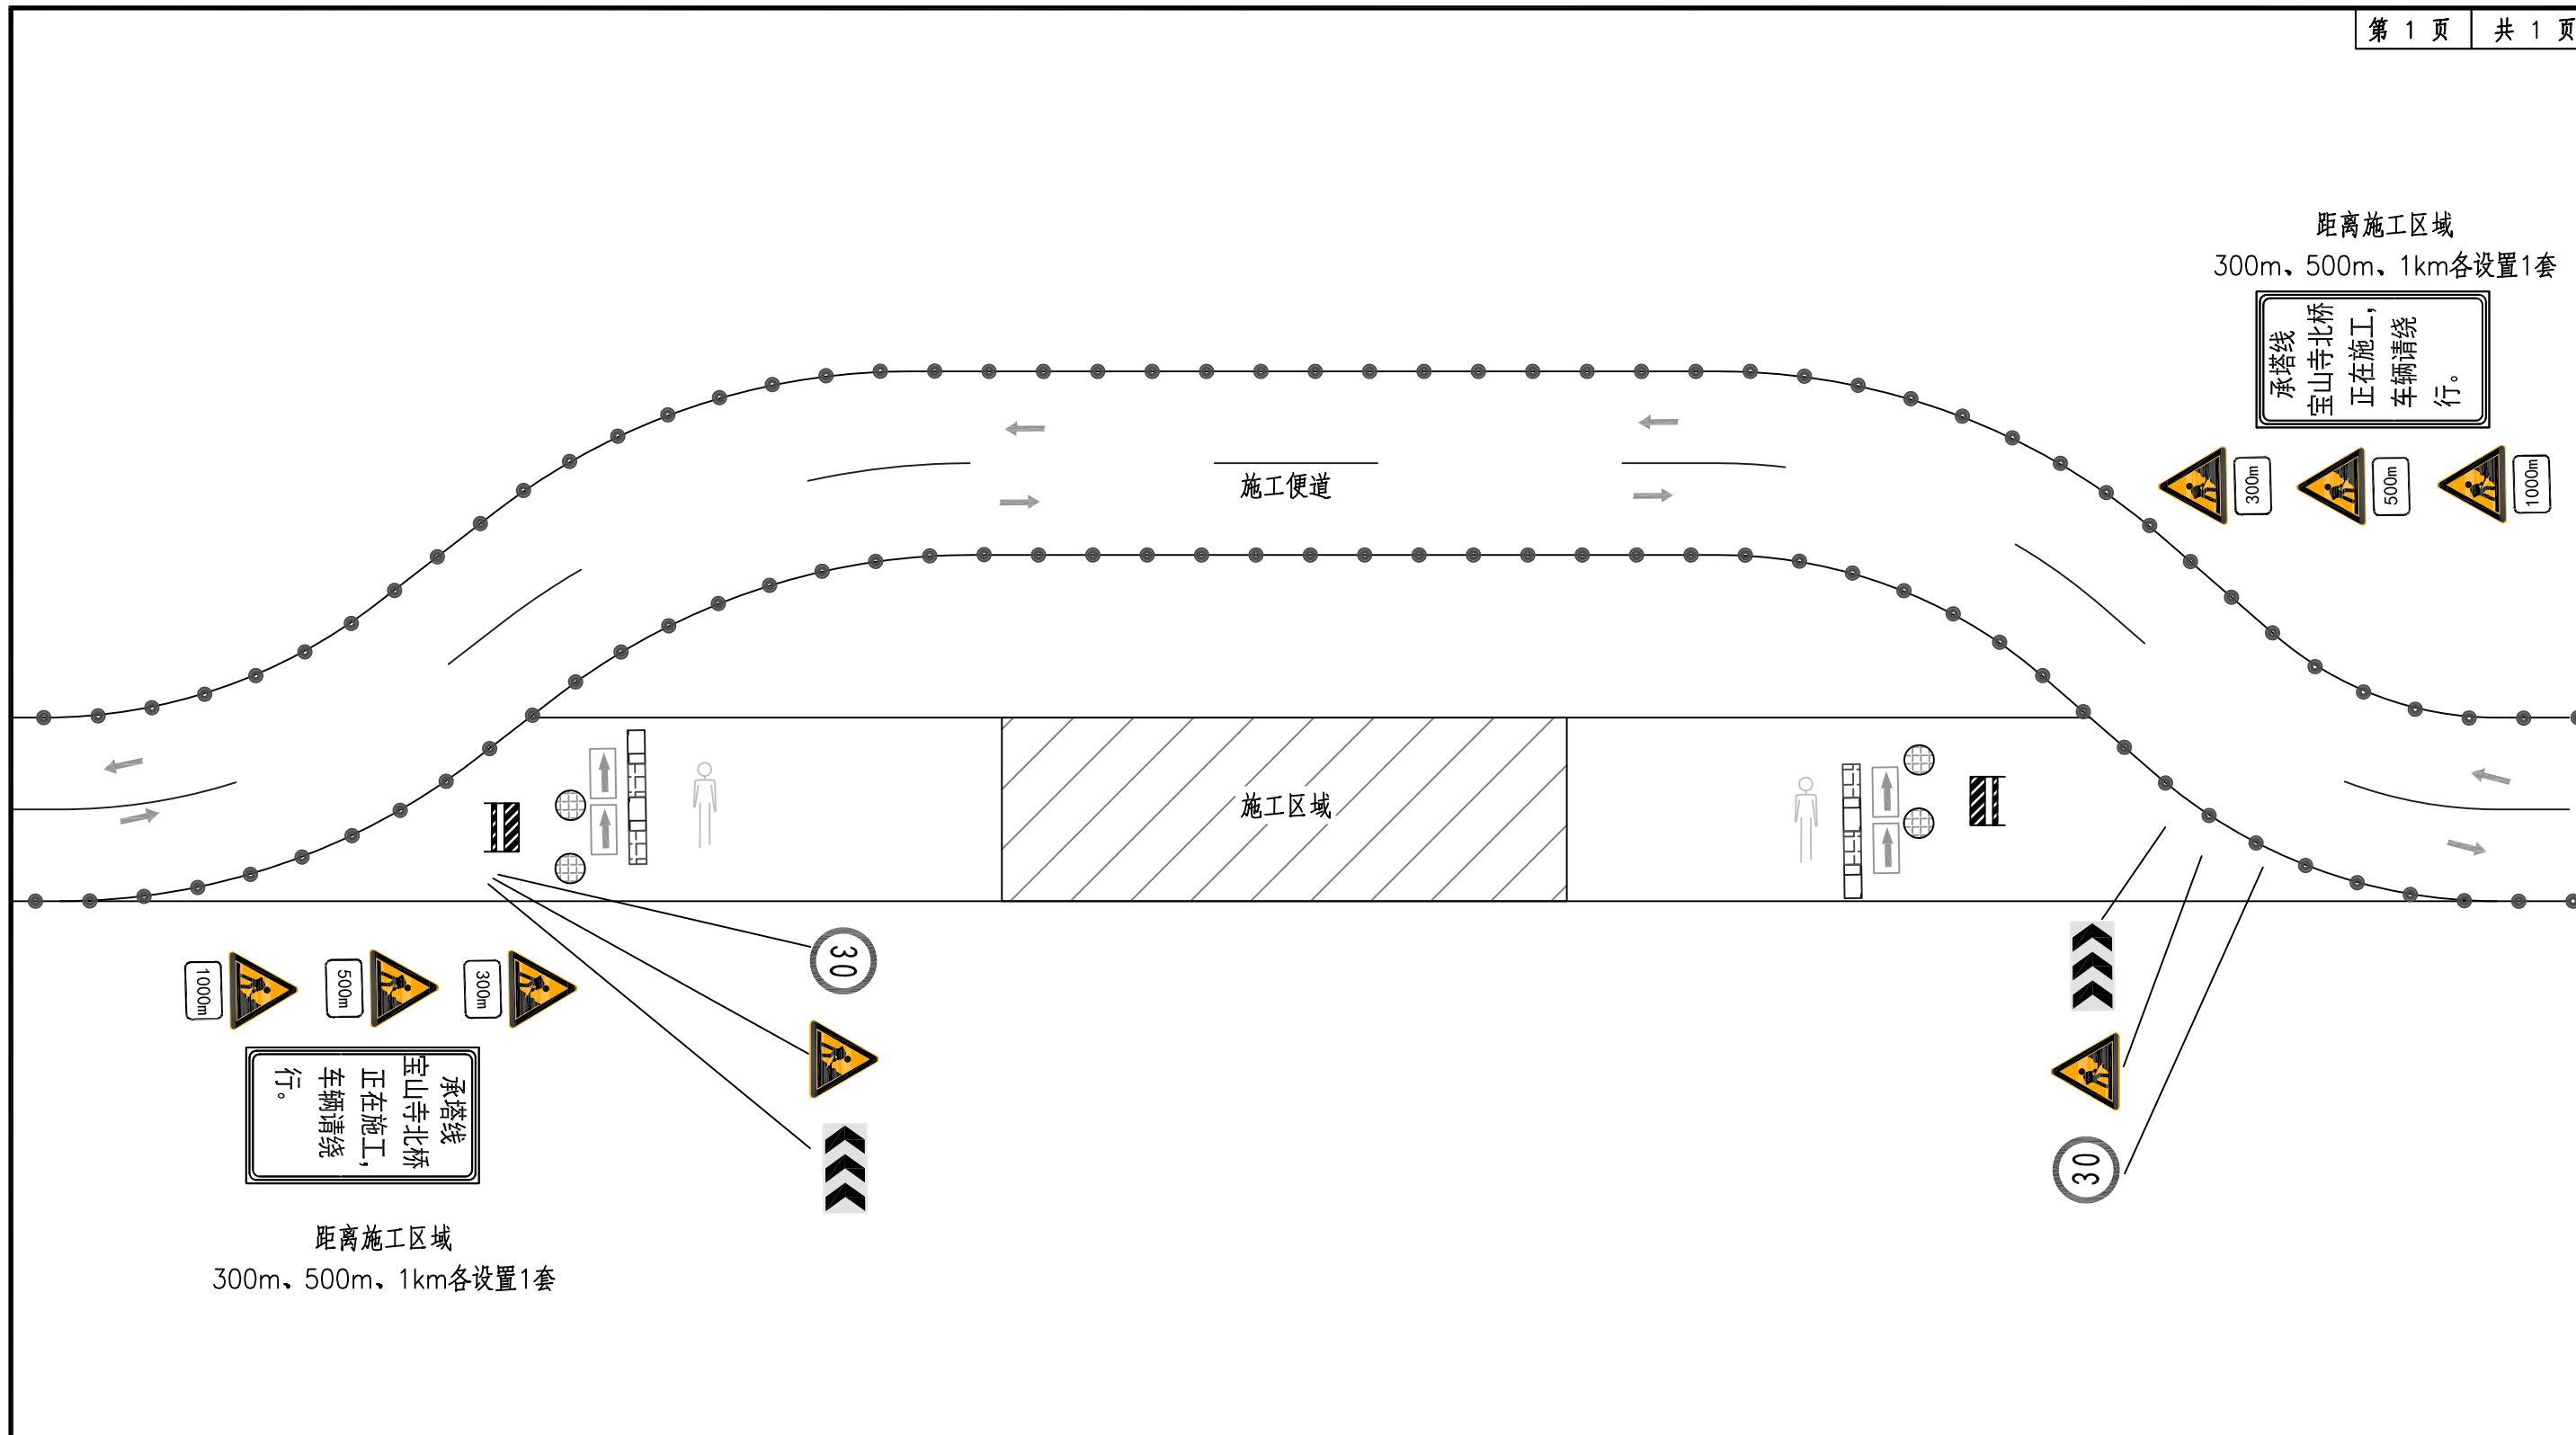 第 1 页 共 1 页
距离施工区域
300m、500m、1km各设置1套
承塔线
宝山寺北桥
正在施工,
车辆请绕
行。
300m
500m
1000m
施工便道
施工区域
30
1000m
500m
300m
承塔线
宝山寺北桥
正在施工,
车辆请绕
行。
30
距离施工区域
300m、500m、1km各设置1套